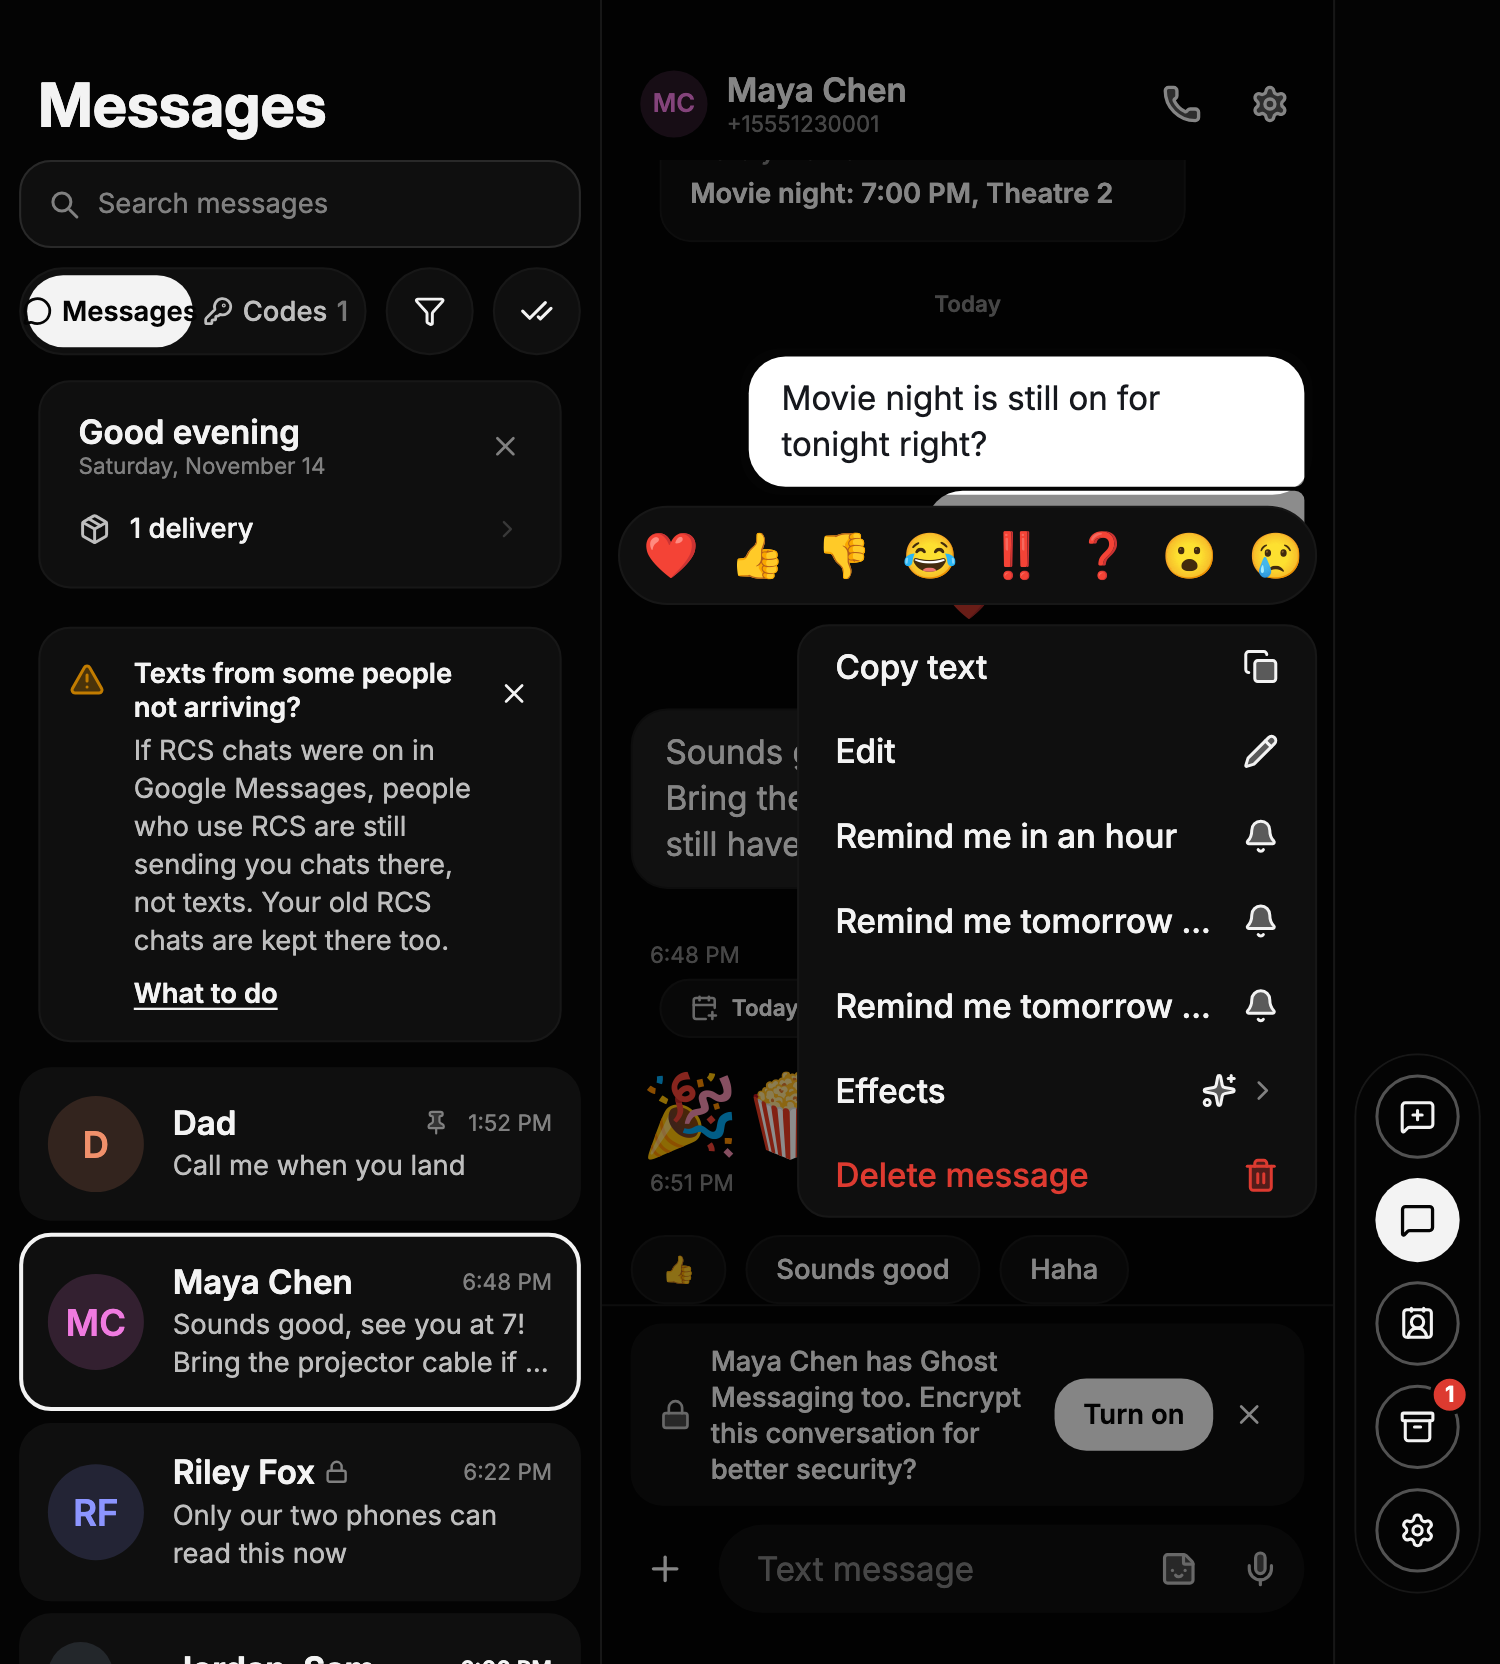 Messages
Search messages
Messages
Codes 1
Good evening
Saturday, November 14
1 delivery
Texts from some people
not arriving?
If RCS chats were on in
Google Messages, people
who use RCS are still
sending you chats there,
not texts. Your old RCS
chats are kept there too.
What to do
D
Dad
1:52 PM
Call me when you land
MC
Maya Chen
6:48 PM
Sounds good, see you at 7!
Bring the projector cable if ...
RF
Riley Fox
6:22 PM
Only our two phones can
read this now
MC
Maya Chen
+15551230001
Movie night: 7:00 PM, Theatre 2
Today
Movie night is still on for
tonight right?
Copy text
Edit
Remind me in an hour
Remind me tomorrow ...
Remind me tomorrow ...
Effects
Delete message
Sounds
Bring the
still have
6:48 PM
Today
6:51 PM
Sounds good
Haha
Maya Chen has Ghost
Messaging too. Encrypt
this conversation for
better security?
Turn on
Text message
1